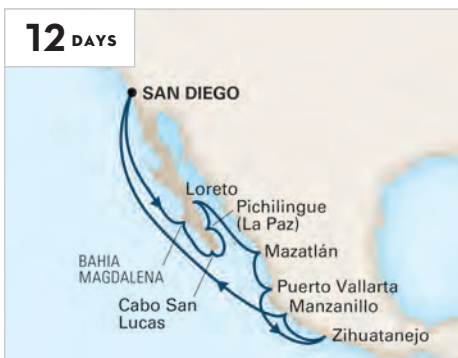 12 DAYS
SAN DIEGO
Loreto
Pichilingue
(La Paz)
Mazatlán
BAHIA
MAGDALENA
Puerto Vallarta
Cabo San
Lucas
Manzanillo
Zihuatanejo